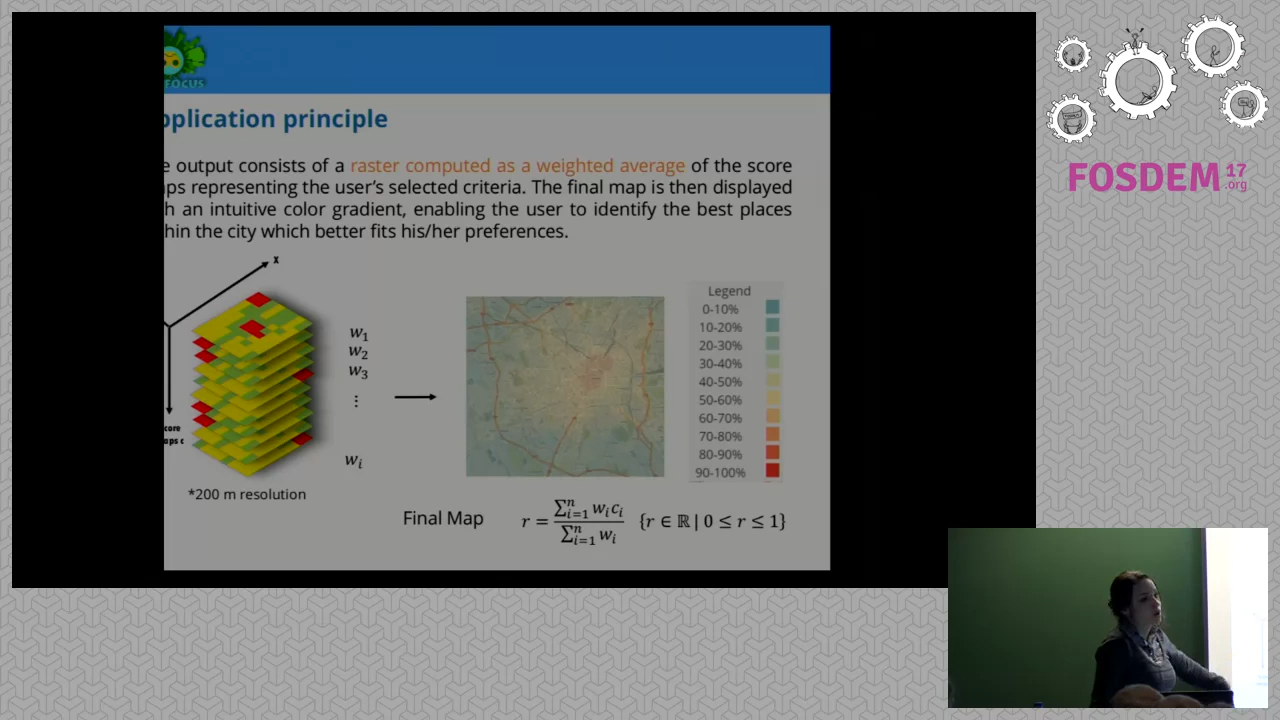 FOCUS
pplication principle
e output consists of a raster computed as a weighted average of the score
ps representing the user's selected criteria. The final map is then displayed
h an intuitive color gradient, enabling the user to identify the best places
hin the city which better fits his/her preferences.
x
w₁
w₂
w₃
⋮
wᵢ
core
aps c
*200 m resolution
Legend
0-10%
10-20%
20-30%
30-40%
40-50%
50-60%
60-70%
70-80%
80-90%
90-100%
Final Map
r = ∑ⁿᵢ₌₁ wᵢcᵢ / ∑ⁿᵢ₌₁ wᵢ {r ∈ ℝ | 0 ≤ r ≤ 1}
FOSDEM 17
.org